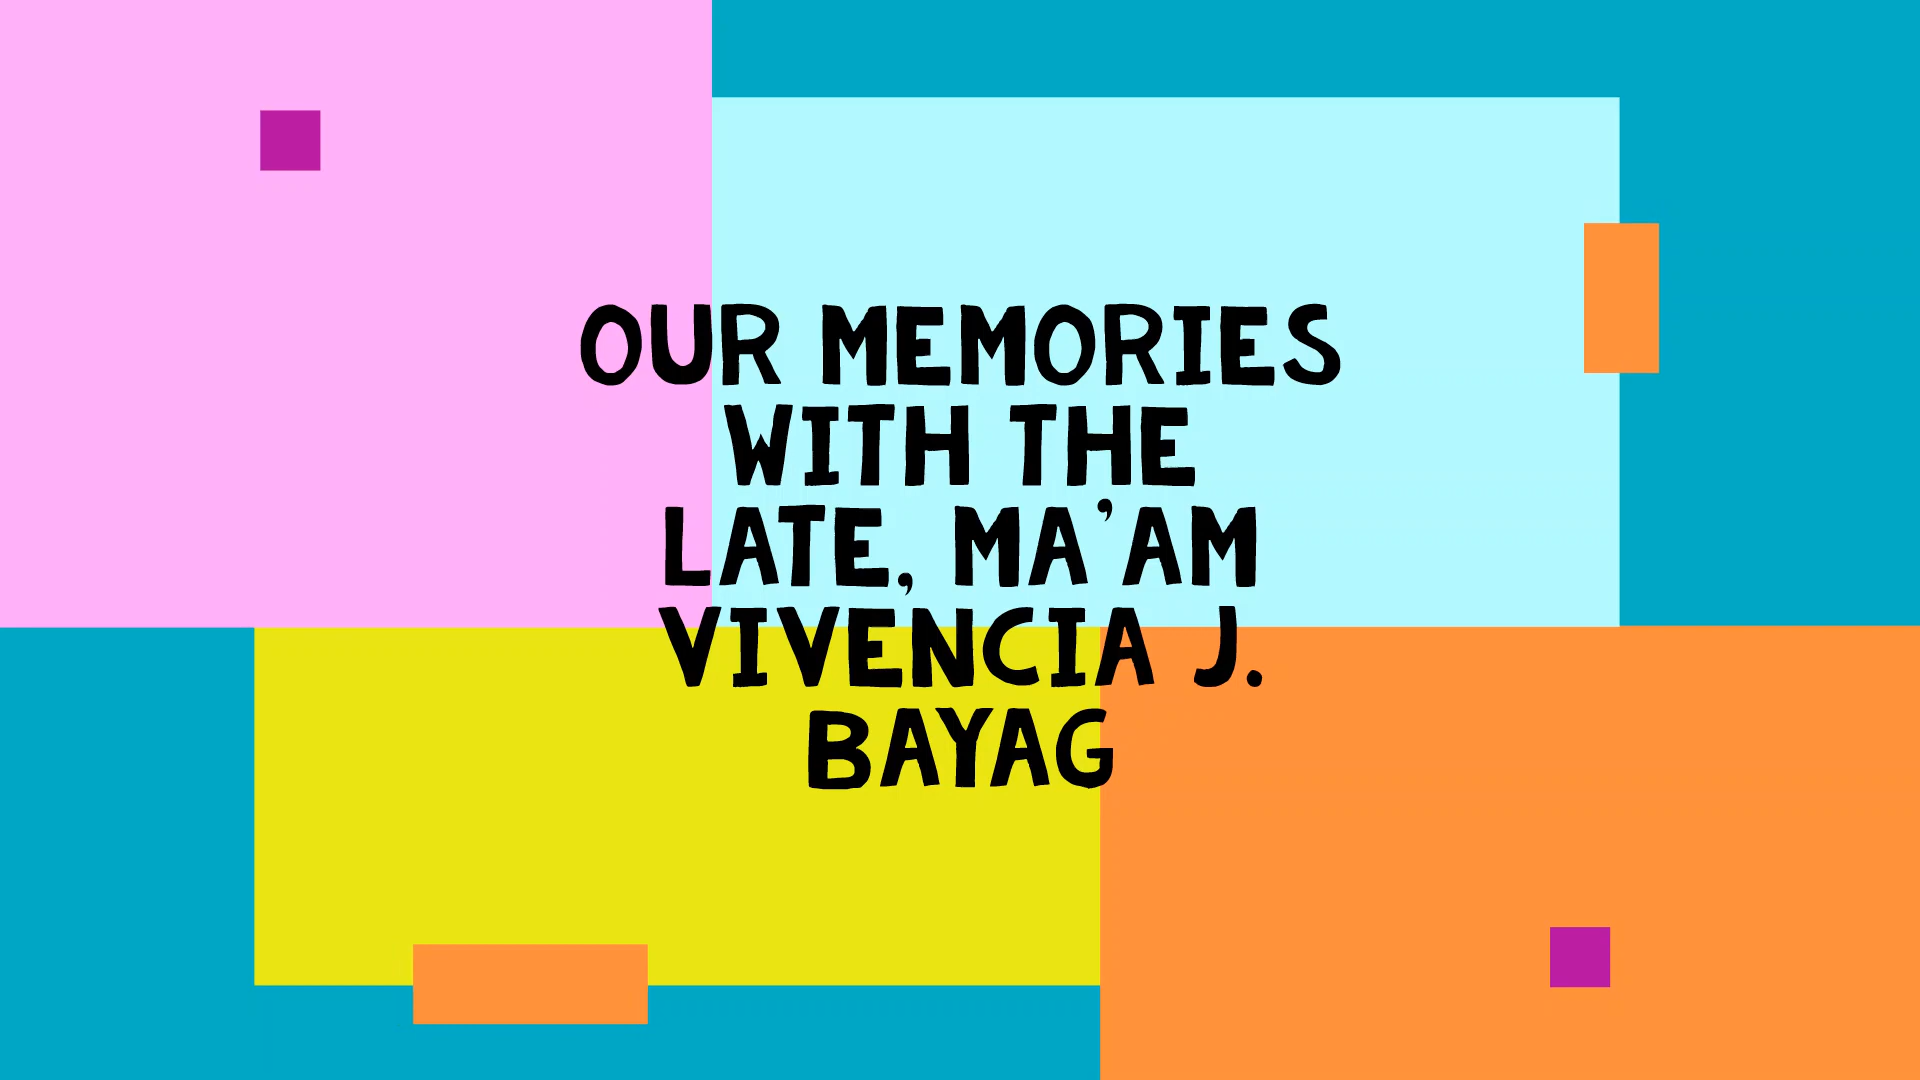 OUR MEMORIES
WITH THE
LATE, MA'AM
VIVENCIA J.
BAYAG